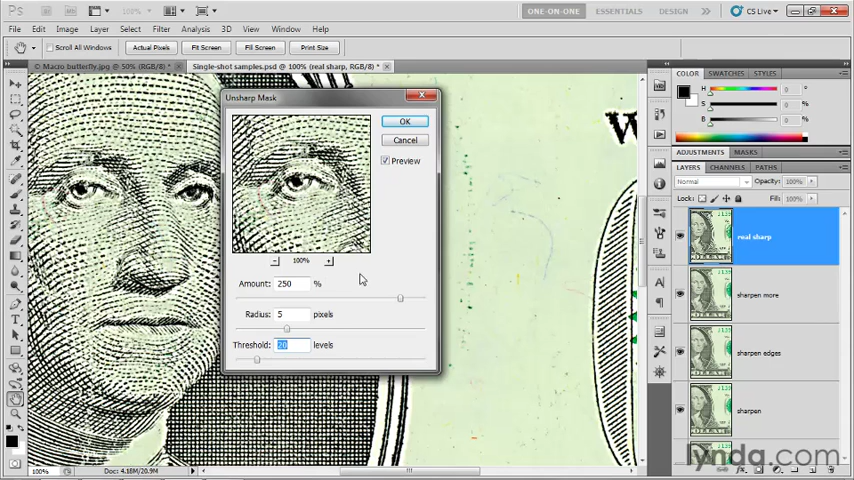 Ps
100%
ONE-ON-ONE
ESSENTIALS
DESIGN
CS Live
File Edit Image Layer Select Filter Analysis 3D View Window Help
Scroll All Windows
Actual Pixels
Fit Screen
Fill Screen
Print Size
© Macro butterfly.jpg @ 50% (RGB/8) *
Single-shot samples.psd @ 100% (real sharp, RGB/8) *
Unsharp Mask
OK
Cancel
Preview
100%
Amount: 250 %
Radius: 5 pixels
Threshold: 20 levels
W
COLOR SWATCHES STYLES
H 0 °
S 0 %
B 0 %
ADJUSTMENTS MASKS
LAYERS CHANNELS PATHS
Normal Opacity: 100%
Lock: Fill: 100%
real sharp
sharpen more
sharpen edges
sharpen
100% Doc: 4.18M/20.9M
lynda.com